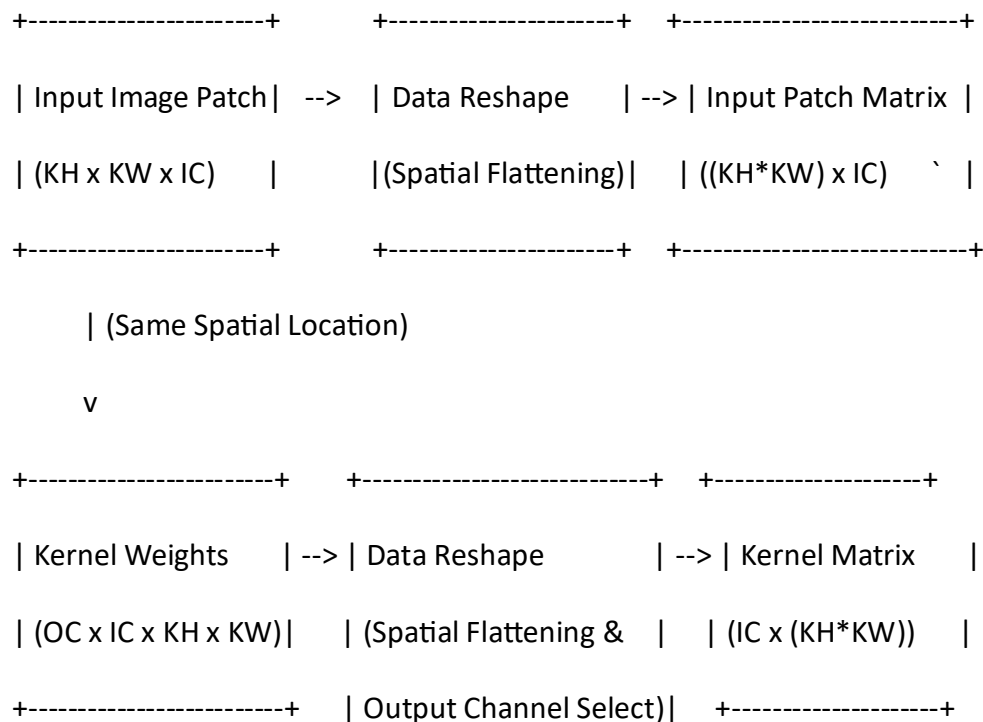 +------------------------+ +-----------------------+ +----------------------------+
| Input Image Patch| --> | Data Reshape | --> | Input Patch Matrix |
| (KH x KW x IC) | |(Spatial Flattening)| | ((KH*KW) x IC) ` |
+------------------------+ +-----------------------+ +-----------------------------+
| (Same Spatial Location)
v
+-------------------------+ +-----------------------------+ +---------------------+
| Kernel Weights | --> | Data Reshape | --> | Kernel Matrix |
| (OC x IC x KH x KW)| | (Spatial Flattening & | | (IC x (KH*KW)) |
+--------------------------+ | Output Channel Select)| +---------------------+